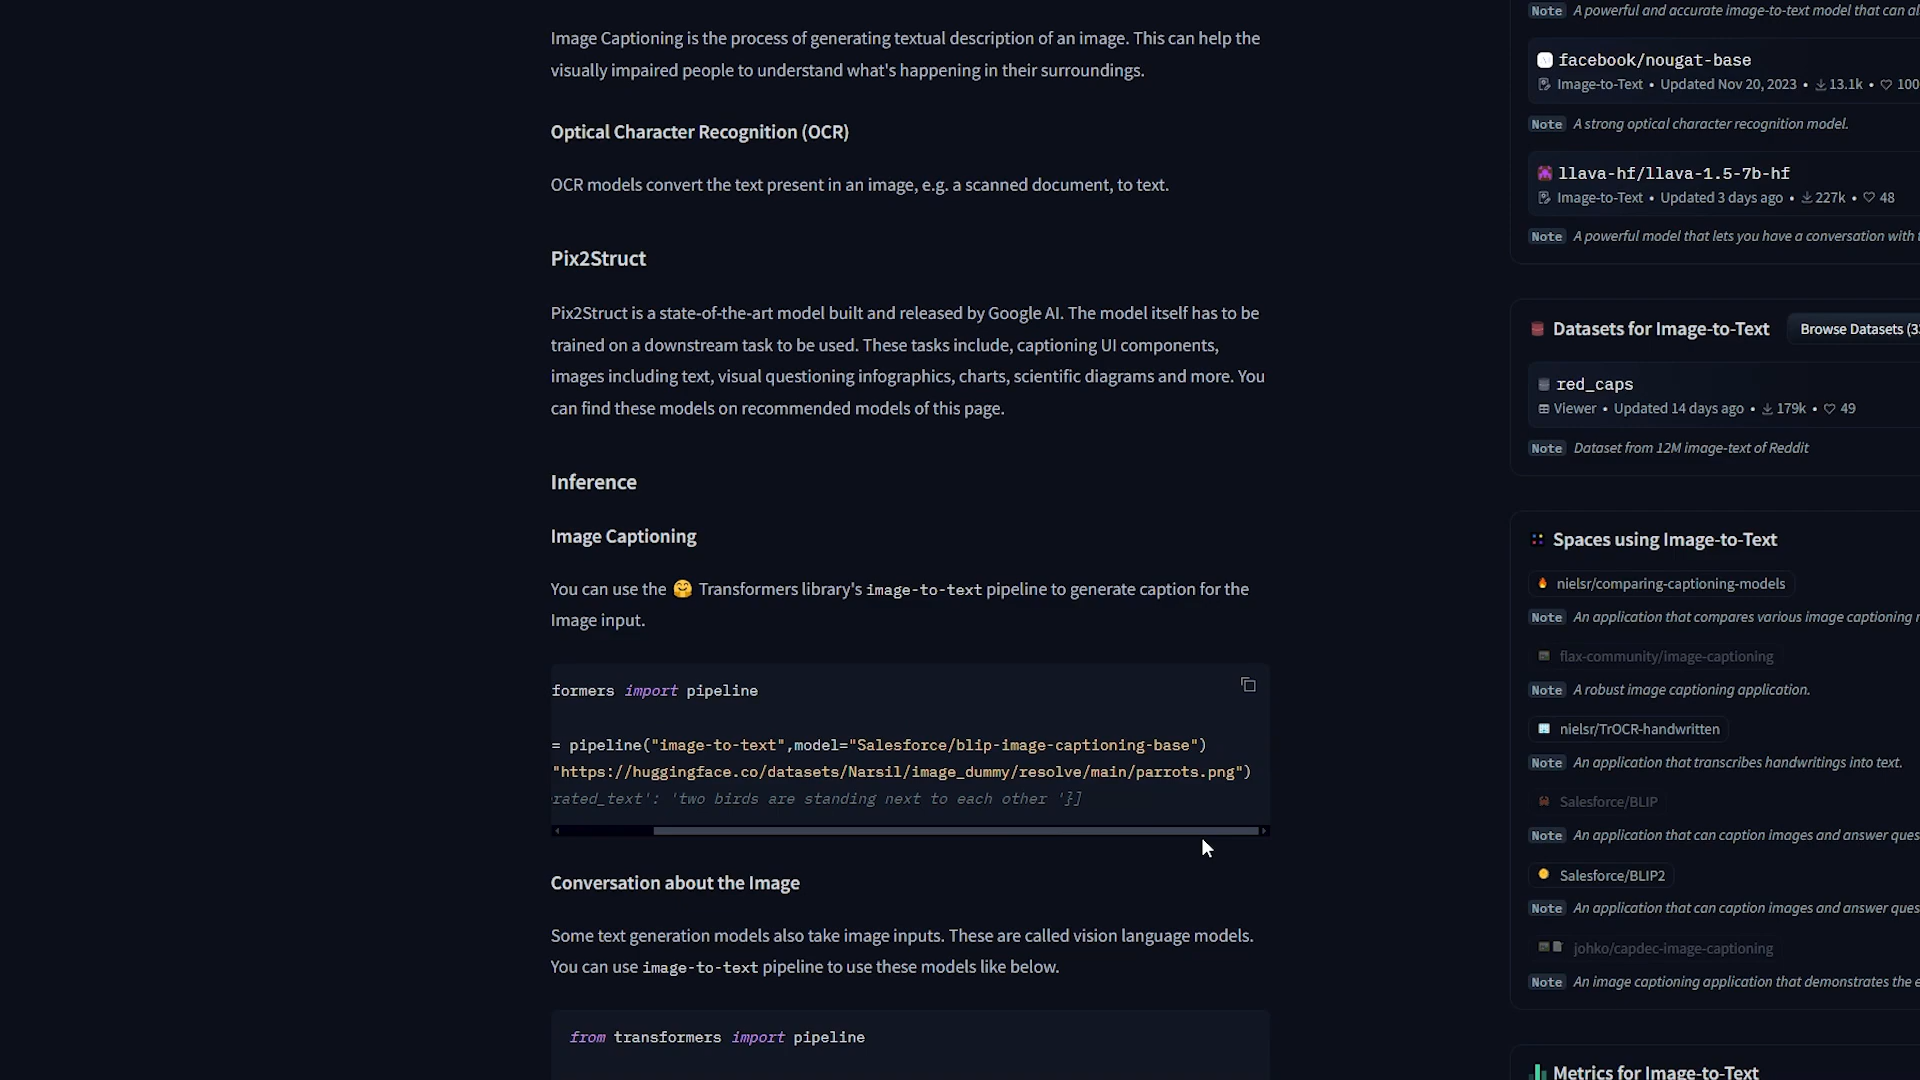 Image Captioning is the process of generating textual description of an image. This can help the
visually impaired people to understand what's happening in their surroundings.
Optical Character Recognition (OCR)
OCR models convert the text present in an image, e.g. a scanned document, to text.
Pix2Struct
Pix2Struct is a state-of-the-art model built and released by Google AI. The model itself has to be
trained on a downstream task to be used. These tasks include, captioning UI components,
images including text, visual questioning infographics, charts, scientific diagrams and more. You
can find these models on recommended models of this page.
Inference
Image Captioning
You can use the 🤗 Transformers library's image-to-text pipeline to generate caption for the
Image input.
formers import pipeline
= pipeline("image-to-text",model="Salesforce/blip-image-captioning-base")
"https://huggingface.co/datasets/Narsil/image_dummy/resolve/main/parrots.png")
rated_text': 'two birds are standing next to each other '}]
Conversation about the Image
Some text generation models also take image inputs. These are called vision language models.
You can use image-to-text pipeline to use these models like below.
from transformers import pipeline
Note A powerful and accurate image-to-text model that can al
facebook/nougat-base
Image-to-Text • Updated Nov 20, 2023 • 13.1k • 100
Note A strong optical character recognition model.
llava-hf/llava-1.5-7b-hf
Image-to-Text • Updated 3 days ago • 227k • 48
Note A powerful model that lets you have a conversation with
Datasets for Image-to-Text Browse Datasets (3
red_caps
Viewer • Updated 14 days ago • 179k • 49
Note Dataset from 12M image-text of Reddit
Spaces using Image-to-Text
nielsr/comparing-captioning-models
Note An application that compares various image captioning
flax-community/image-captioning
Note A robust image captioning application.
nielsr/TrOCR-handwritten
Note An application that transcribes handwritings into text.
Salesforce/BLIP
Note An application that can caption images and answer ques
Salesforce/BLIP2
Note An application that can caption images and answer ques
johko/capdec-image-captioning
Note An image captioning application that demonstrates the
Metrics for Image-to-Text